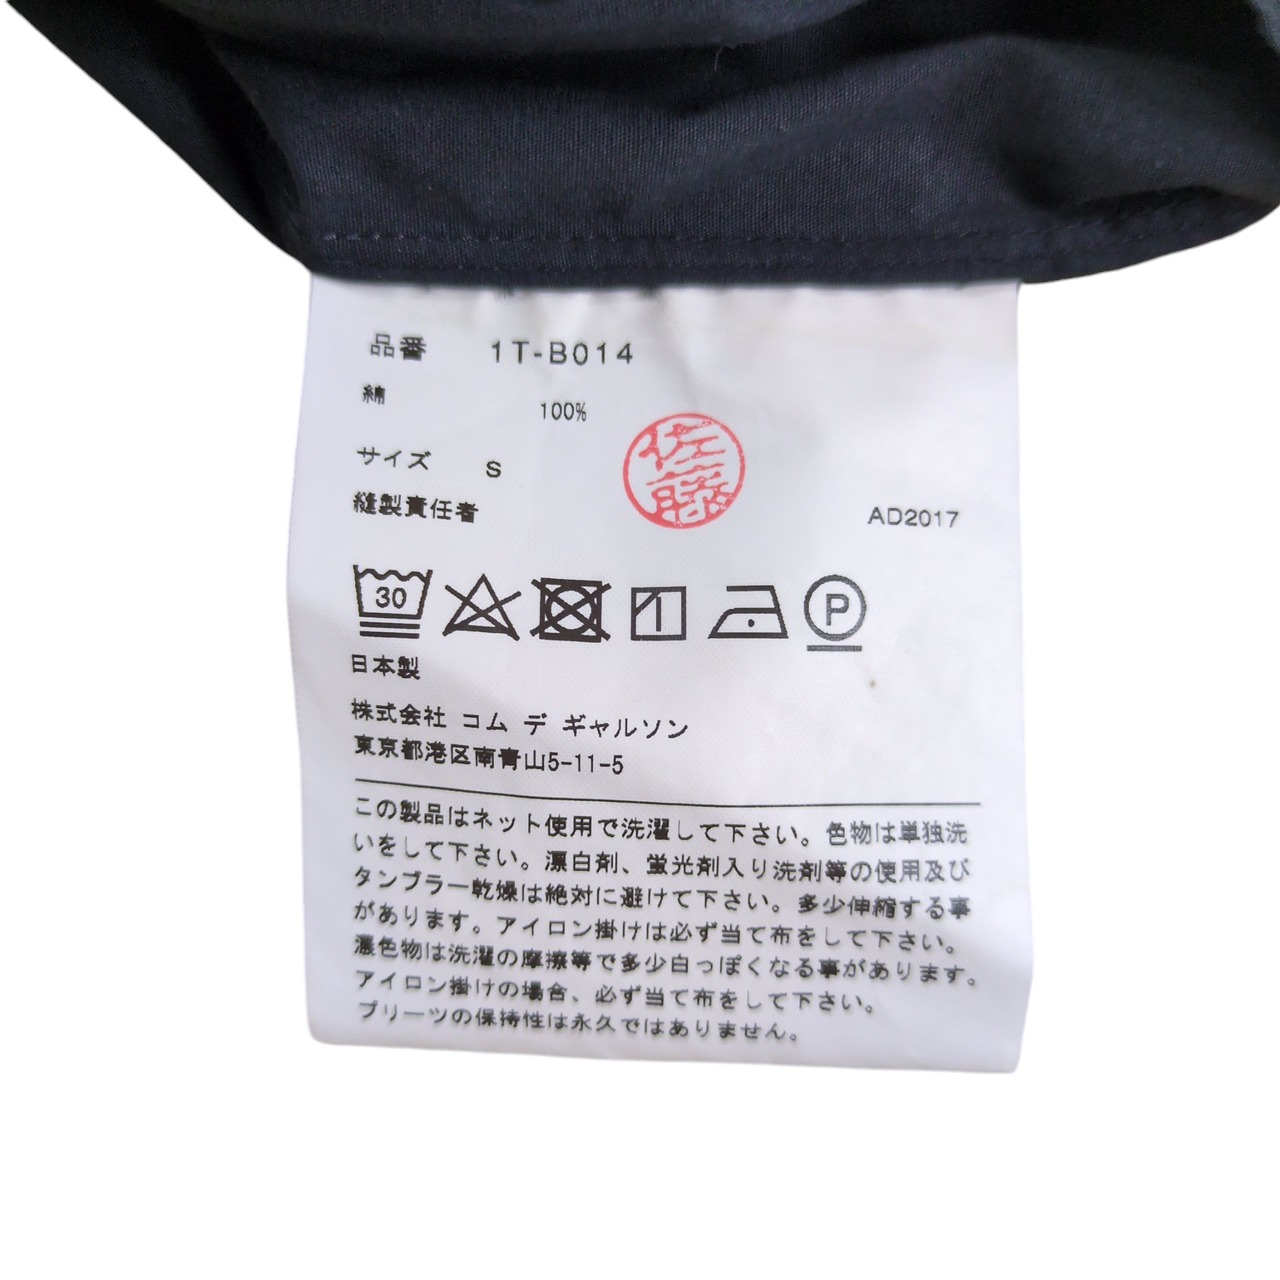 品番 1T-B014
綿 100%
サイズ S
佐藤
縫製責任者 AD2017
30 P
日本製
株式会社 コム デ ギャルソン
東京都港区南青山5-11-5
この製品はネット使用で洗濯して下さい。色物は単独洗
いをして下さい。漂白剤、蛍光剤入り洗剤等の使用及び
タンブラー乾燥は絶対に避けて下さい。多少伸縮する事
があります。アイロン掛けは必ず当て布をして下さい。
濃色物は洗濯の摩擦等で多少白っぽくなる事があります。
アイロン掛けの場合、必ず当て布をして下さい。
プリーツの保持性は永久ではありません。